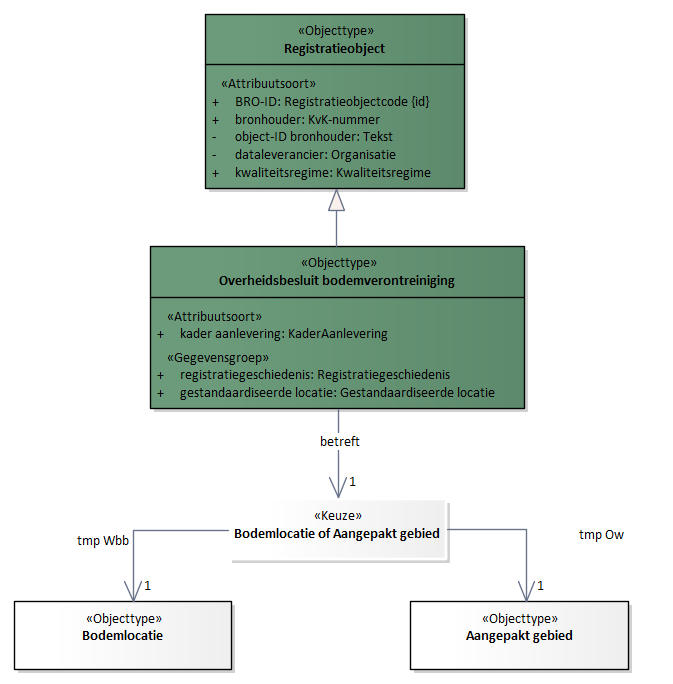 «Objecttype»
Registratieobject
«Attribuutsoort»
+ BRO-ID: Registratieobjectcode {id}
+ bronhouder: KvK-nummer
- object-ID bronhouder: Tekst
- dataleverancier: Organisatie
+ kwaliteitsregime: Kwaliteitsregime
«Objecttype»
Overheidsbesluit bodemverontreiniging
«Attribuutsoort»
+ kader aanlevering: KaderAanlevering
«Gegevensgroep»
+ registratiegeschiedenis: Registratiegeschiedenis
+ gestandaardiseerde locatie: Gestandaardiseerde locatie
betreft
1
«Keuze»
Bodemlocatie of Aangepakt gebied
tmp Wbb
tmp Ow
1
1
«Objecttype»
Bodemlocatie
«Objecttype»
Aangepakt gebied